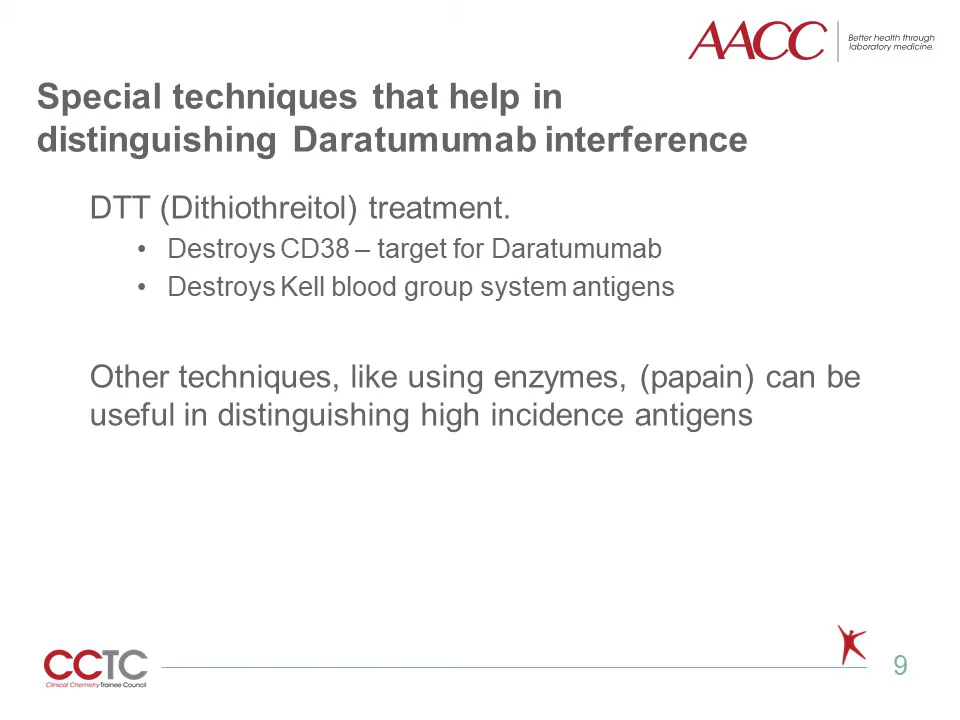 AACC
Better health through
laboratory medicine.
Special techniques that help in
distinguishing Daratumumab interference
DTT (Dithiothreitol) treatment.
• Destroys CD38 – target for Daratumumab
• Destroys Kell blood group system antigens
Other techniques, like using enzymes, (papain) can be
useful in distinguishing high incidence antigens
CCTC
Clinical Chemistry Trainee Council
9